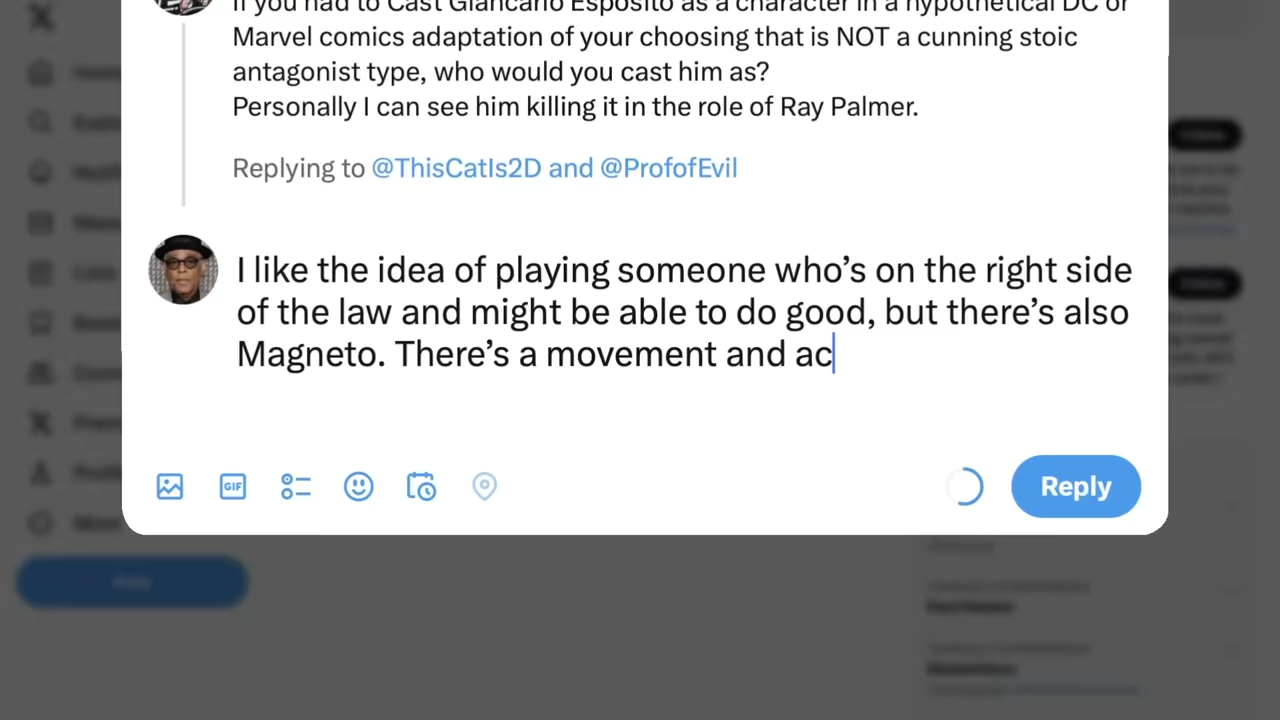 If you had to Cast Giancarlo Esposito as a character in a hypothetical DC or
Marvel comics adaptation of your choosing that is NOT a cunning stoic
antagonist type, who would you cast him as?
Personally I can see him killing it in the role of Ray Palmer.
Replying to @ThisCatIs2D and @ProfofEvil
I like the idea of playing someone who’s on the right side
of the law and might be able to do good, but there’s also
Magneto. There’s a movement and ac
GIF
Reply